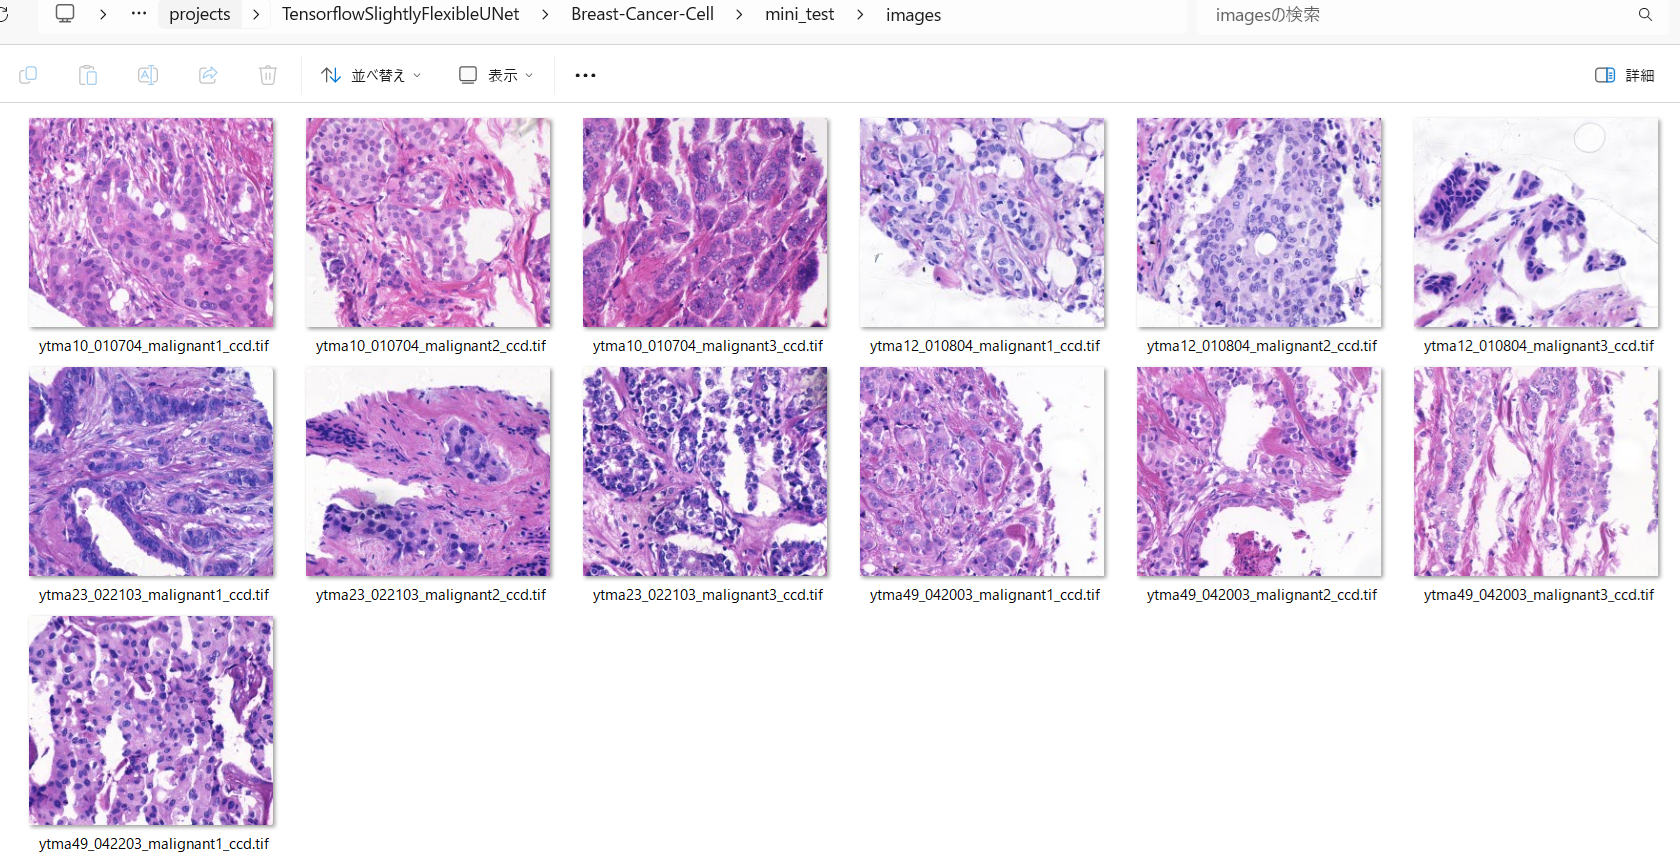 projects > TensorflowSlightlyFlexibleUNet > Breast-Cancer-Cell > mini_test > images
imagesの検索
並べ替え
表示
詳細
ytma10_010704_malignant1_ccd.tif
ytma10_010704_malignant2_ccd.tif
ytma10_010704_malignant3_ccd.tif
ytma12_010804_malignant1_ccd.tif
ytma12_010804_malignant2_ccd.tif
ytma12_010804_malignant3_ccd.tif
ytma23_022103_malignant1_ccd.tif
ytma23_022103_malignant2_ccd.tif
ytma23_022103_malignant3_ccd.tif
ytma49_042003_malignant1_ccd.tif
ytma49_042003_malignant2_ccd.tif
ytma49_042003_malignant3_ccd.tif
ytma49_042203_malignant1_ccd.tif